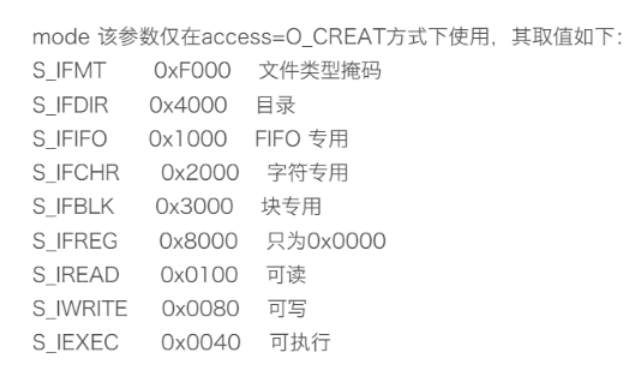 mode 该参数仅在access=O_CREAT方式下使用，其取值如下：
S_IFMT 0xF000 文件类型掩码
S_IFDIR 0x4000 目录
S_IFIFO 0x1000 FIFO 专用
S_IFCHR 0x2000 字符专用
S_IFBLK 0x3000 块专用
S_IFREG 0x8000 只为0x0000
S_IREAD 0x0100 可读
S_IWRITE 0x0080 可写
S_IEXEC 0x0040 可执行